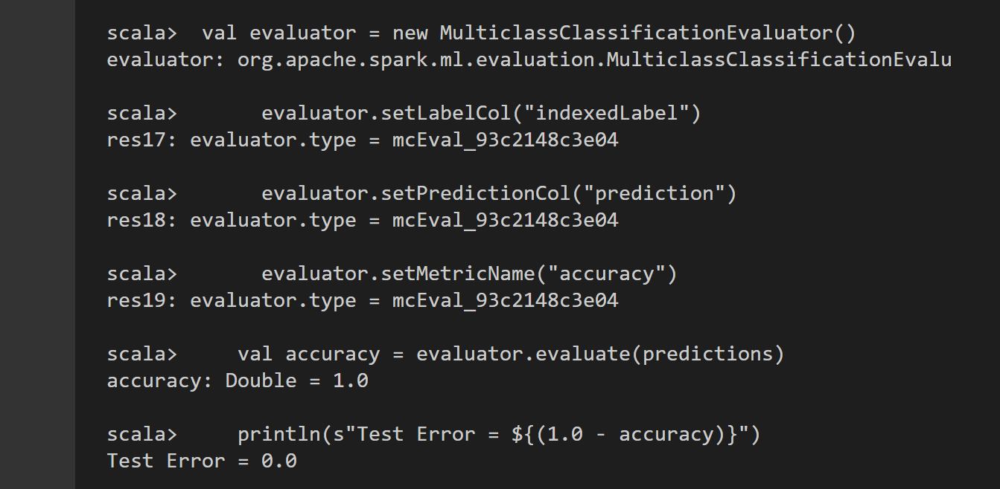 scala>  val evaluator = new MulticlassClassificationEvaluator()
evaluator: org.apache.spark.ml.evaluation.MulticlassClassificationEvalu
scala>       evaluator.setLabelCol("indexedLabel")
res17: evaluator.type = mcEval_93c2148c3e04
scala>       evaluator.setPredictionCol("prediction")
res18: evaluator.type = mcEval_93c2148c3e04
scala>       evaluator.setMetricName("accuracy")
res19: evaluator.type = mcEval_93c2148c3e04
scala>     val accuracy = evaluator.evaluate(predictions)
accuracy: Double = 1.0
scala>     println(s"Test Error = ${(1.0 - accuracy)}")
Test Error = 0.0